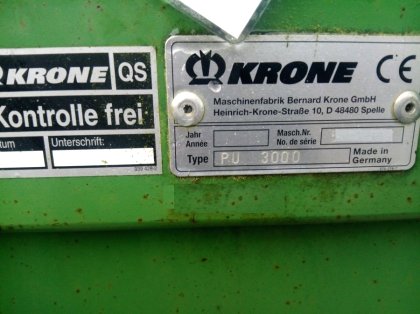 KRONE QS
Kontrolle frei
tum Unterschrift:
KRONE CE
Maschinenfabrik Bernard Krone GmbH
Heinrich-Krone-Straße 10, D 48480 Spelle
Jahr Masch.Nr.
Année No. de série
Type P.U 3000 Made in
Germany